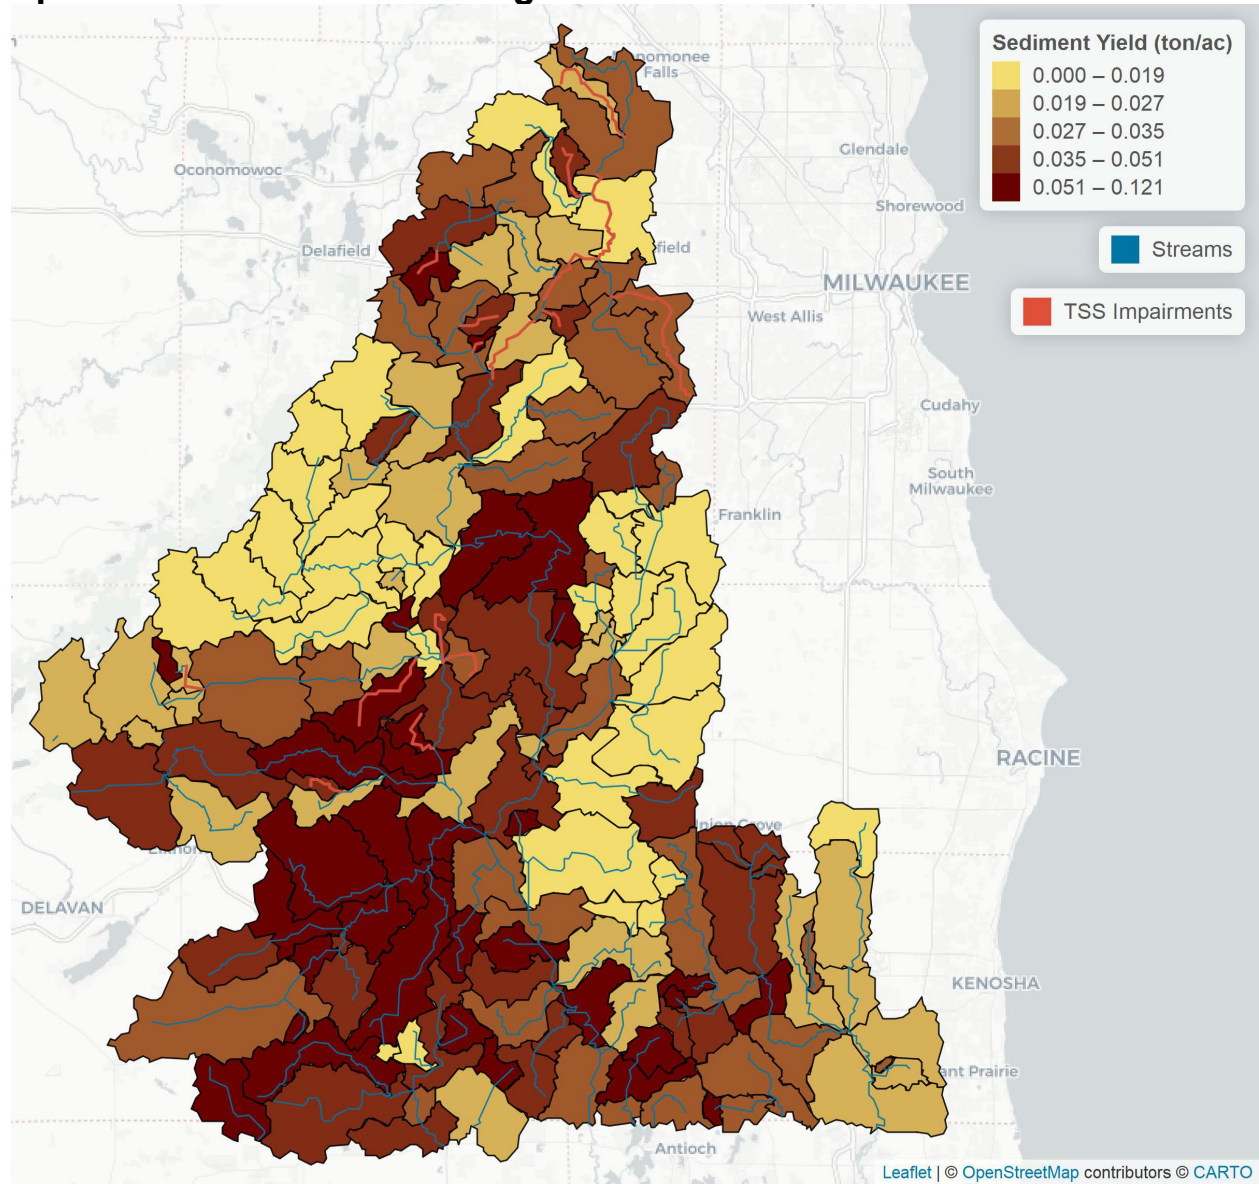 Sediment Yield (ton/ac)
0.000 – 0.019
0.019 – 0.027
0.027 – 0.035
0.035 – 0.051
0.051 – 0.121
Streams
TSS Impairments
Falls
Glendale
Oconomowoc
Shorewood
Delafield
MILWAUKEE
West Allis
Cudahy
South
Milwaukee
Franklin
RACINE
DELAVAN
KENOSHA
Antioch
Leaflet | © OpenStreetMap contributors © CARTO